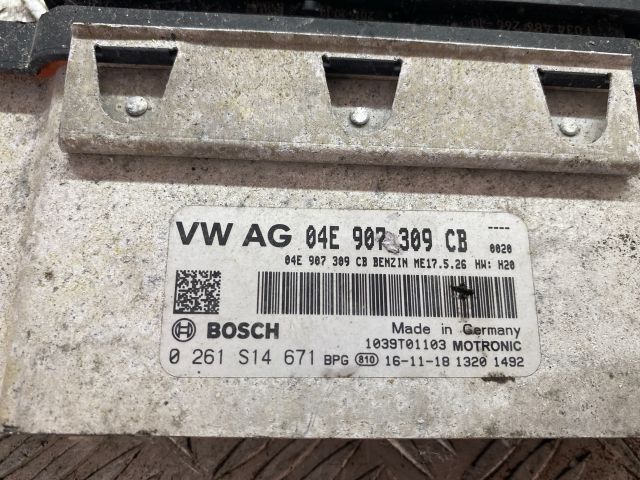 VW AG 04E 907 309 CB ----
0020
04E 907 309 CB BENZIN ME17.5.26 HW: H20
BOSCH Made in Germany
1039T01103 MOTRONIC
0 261 S14 671 BPG 810 16-11-18 1320 1492